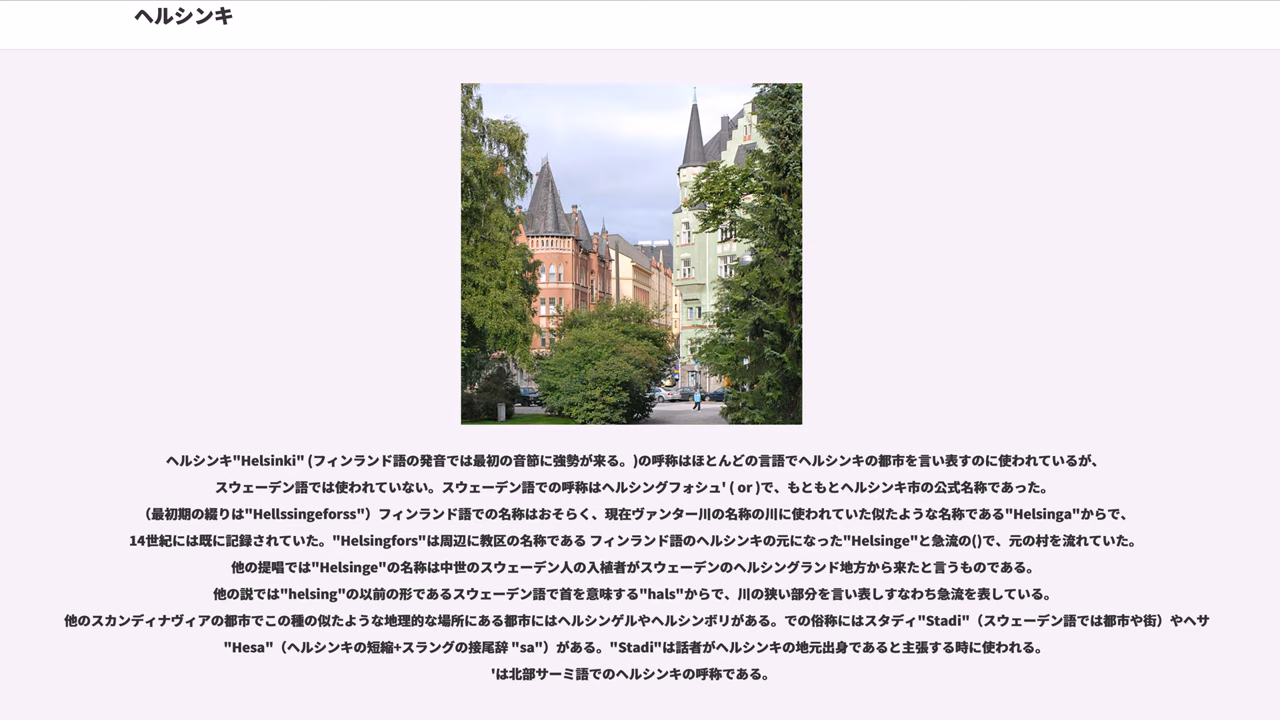 ヘルシンキ
ヘルシンキ"Helsinki" (フィンランド語の発音では最初の音節に強勢が来る。)の呼称はほとんどの言語でヘルシンキの都市を言い表すのに使われているが、
スウェーデン語では使われていない。スウェーデン語での呼称はヘルシングフォシュ' ( or )で、もともとヘルシンキ市の公式名称であった。
（最初期の綴りは"Hellssingeforss"）フィンランド語での名称はおそらく、現在ヴァンター川の名称の川に使われていた似たような名称である"Helsinga"からで、
14世紀には既に記録されていた。"Helsingfors"は周辺に教区の名称である フィンランド語のヘルシンキの元になった"Helsinge"と急流の()で、元の村を流れていた。
他の提唱では"Helsinge"の名称は中世のスウェーデン人の入植者がスウェーデンのヘルシングランド地方から来たと言うものである。
他の説では"helsing"の以前の形であるスウェーデン語で首を意味する"hals"からで、川の狭い部分を言い表しすなわち急流を表している。
他のスカンディナヴィアの都市でこの種の似たような地理的な場所にある都市にはヘルシンゲルやヘルシンボリがある。での俗称にはスタディ"Stadi"（スウェーデン語では都市や街）やヘサ
"Hesa"（ヘルシンキの短縮+スラングの接尾辞 "sa"）がある。"Stadi"は話者がヘルシンキの地元出身であると主張する時に使われる。
'は北部サーミ語でのヘルシンキの呼称である。